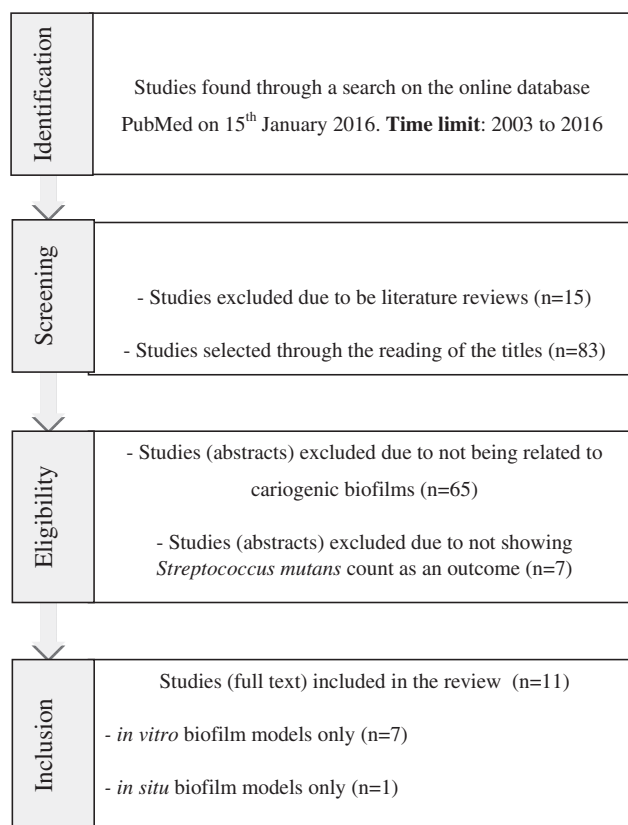 Identification
Studies found through a search on the online database
PubMed on 15th January 2016. Time limit: 2003 to 2016
Screening
- Studies excluded due to be literature reviews (n=15)
- Studies selected through the reading of the titles (n=83)
Eligibility
- Studies (abstracts) excluded due to not being related to
cariogenic biofilms (n=65)
- Studies (abstracts) excluded due to not showing
Streptococcus mutans count as an outcome (n=7)
Inclusion
Studies (full text) included in the review (n=11)
- in vitro biofilm models only (n=7)
- in situ biofilm models only (n=1)